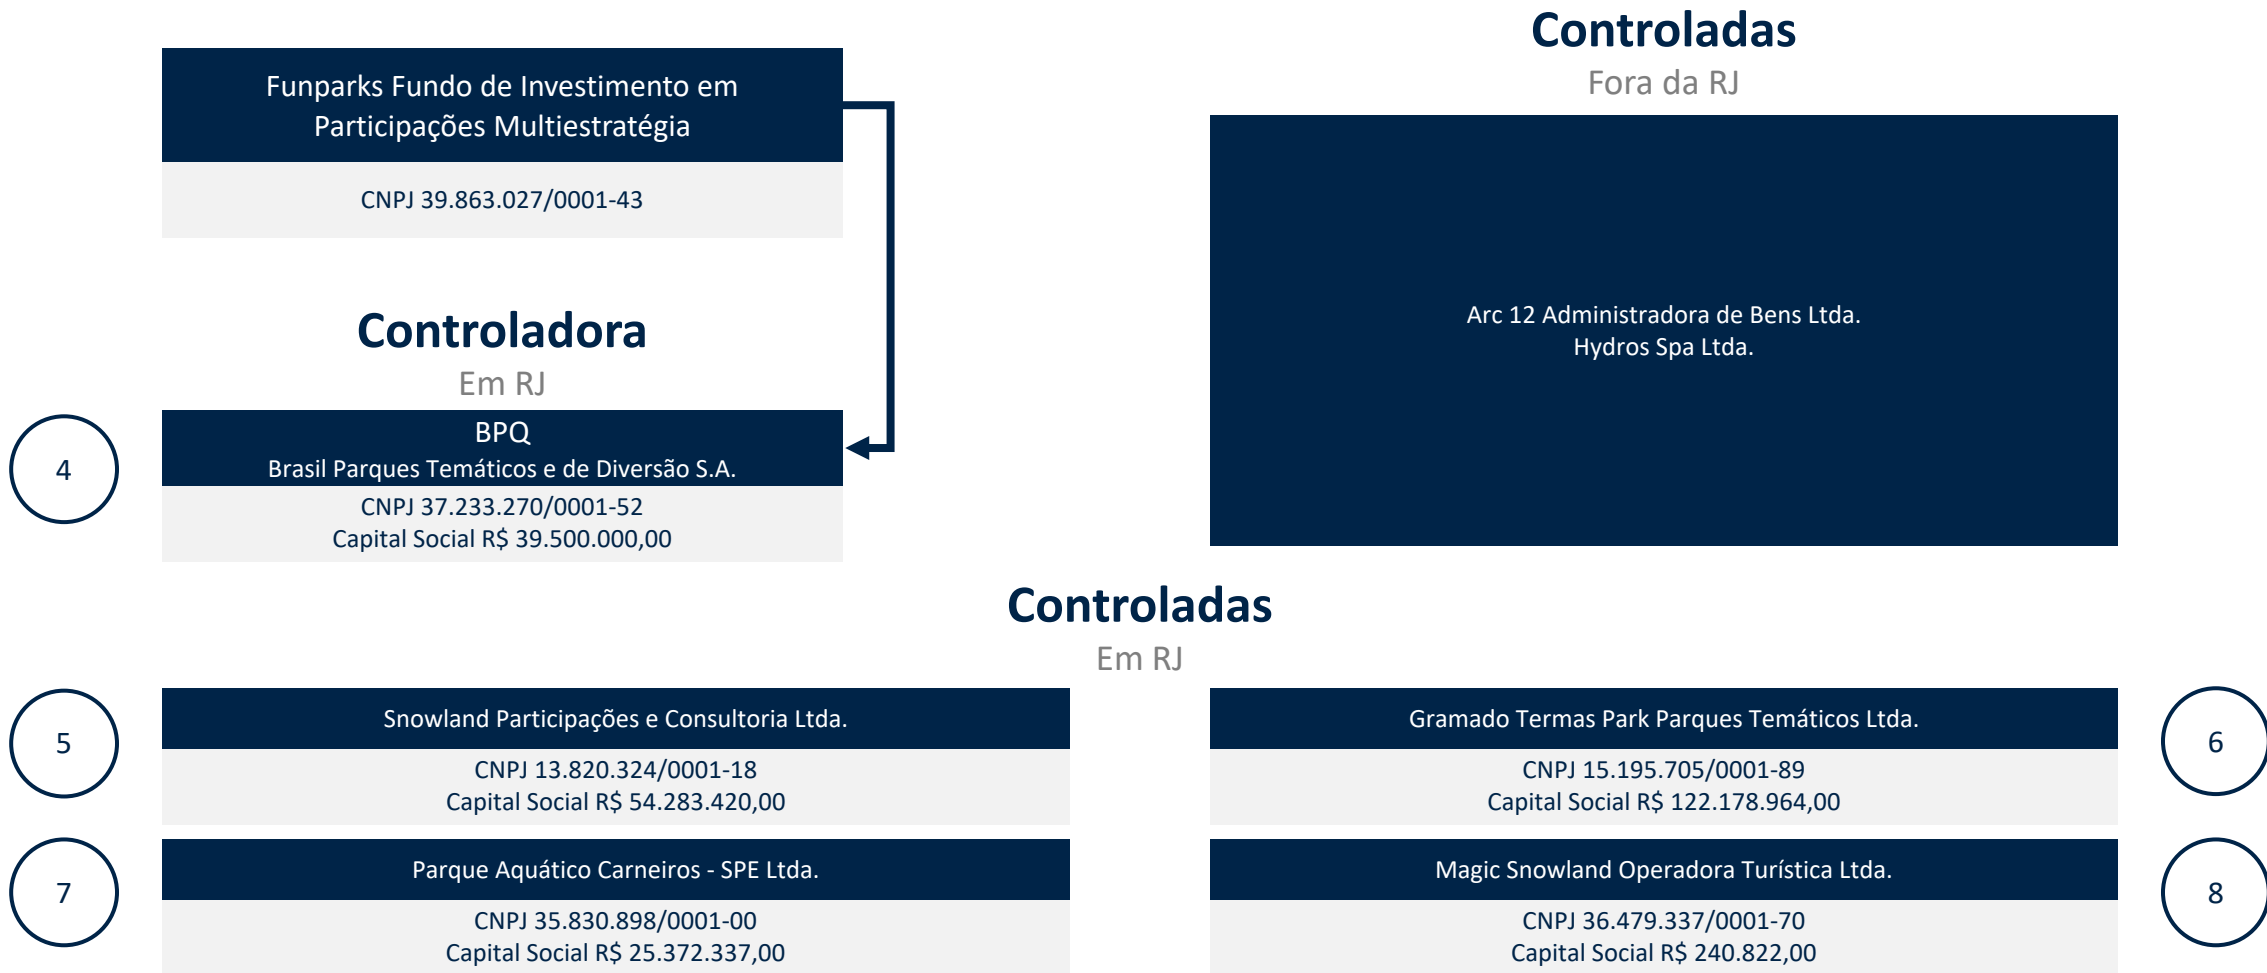 Funparks Fundo de Investimento em
Participações Multiestratégia
CNPJ 39.863.027/0001-43
Controladas
Fora da RJ
Arc 12 Administradora de Bens Ltda.
Hydros Spa Ltda.
Controladora
Em RJ
4
BPQ
Brasil Parques Temáticos e de Diversão S.A.
CNPJ 37.233.270/0001-52
Capital Social R$ 39.500.000,00
Controladas
Em RJ
5
Snowland Participações e Consultoria Ltda.
CNPJ 13.820.324/0001-18
Capital Social R$ 54.283.420,00
Gramado Termas Park Parques Temáticos Ltda.
CNPJ 15.195.705/0001-89
Capital Social R$ 122.178.964,00
6
7
Parque Aquático Carneiros - SPE Ltda.
CNPJ 35.830.898/0001-00
Capital Social R$ 25.372.337,00
Magic Snowland Operadora Turística Ltda.
CNPJ 36.479.337/0001-70
Capital Social R$ 240.822,00
8